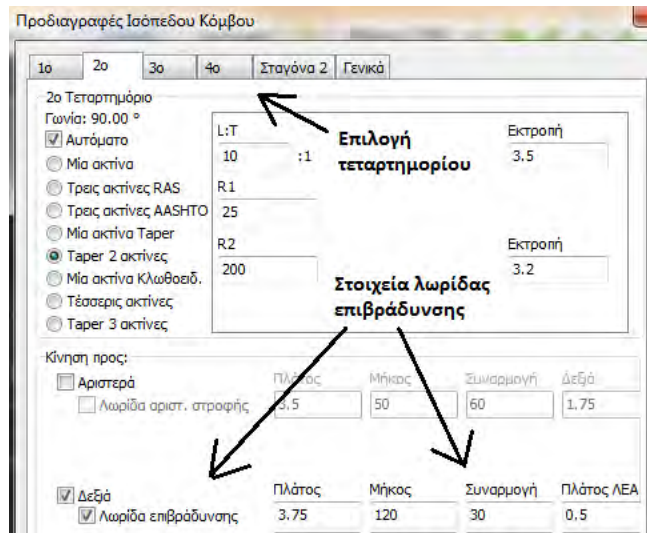 Προδιαγραφές Ισόπεδου Κόμβου
1ο 2ο 3ο 4ο Σταγόνα 2 Γενικά
2ο Τεταρτημόριο
Γωνία: 90.00 °
Αυτόματο
Μία ακτίνα
Τρεις ακτίνες RAS
Τρεις ακτίνες AASHTO
Μία ακτίνα Taper
Taper 2 ακτίνες
Μία ακτίνα Κλωθοειδ.
Τέσσερις ακτίνες
Taper 3 ακτίνες
L:T
10 :1
R1
25
R2
200
Εκτροπή
3.5
Εκτροπή
3.2
Επιλογή
τεταρτημορίου
Στοιχεία λωρίδας
επιβράδυνσης
Κίνηση προς:
Αριστερά Πλάτος Μήκος Συναρμογή Δεξιά
Λωρίδα αριστ. στροφής 3.5 50 60 1.75
Δεξιά Πλάτος Μήκος Συναρμογή Πλάτος ΛΕΑ
Λωρίδα επιβράδυνσης 3.75 120 30 0.5